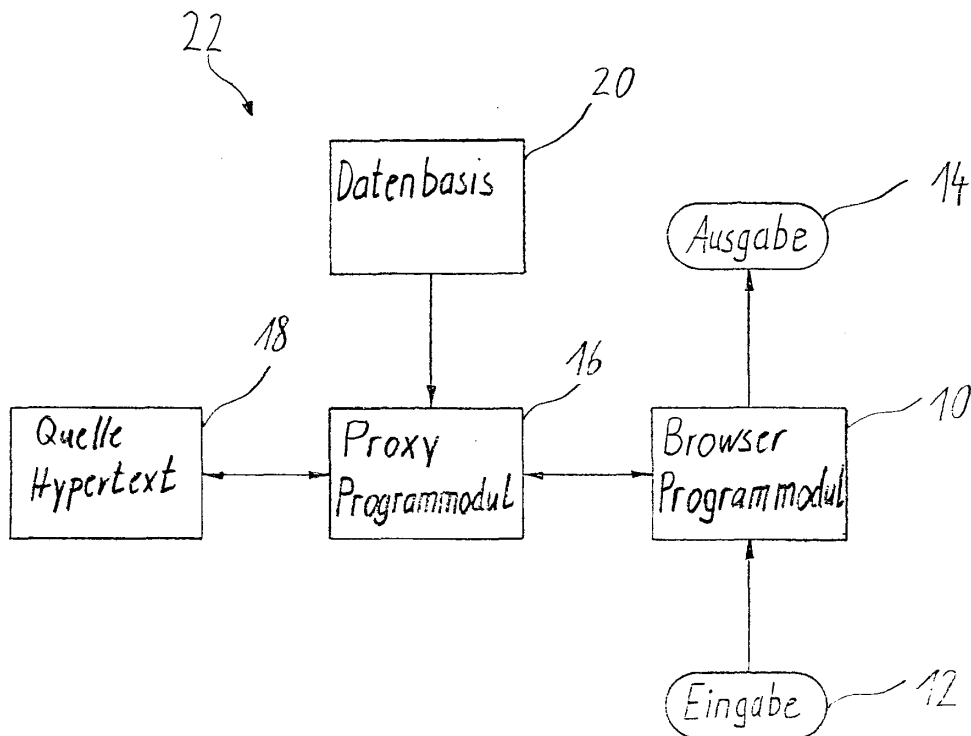 22
20
Datenbasis
14
Ausgabe
18
16
10
Quelle
Hypertext
Proxy
Programmodul
Browser
Programmodul
Eingabe
12